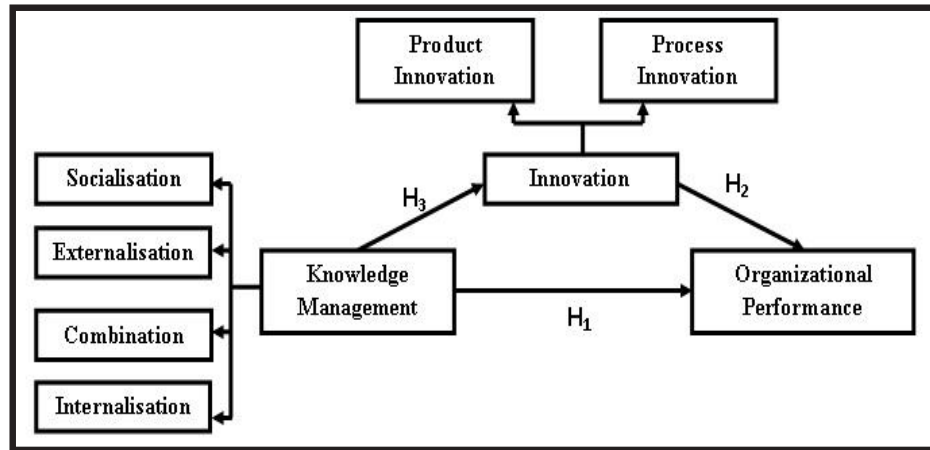 Product
Innovation
Process
Innovation
Socialisation
Innovation
H3
H2
Externalisation
Knowledge
Management
Organizational
Performance
H1
Combination
Internalisation